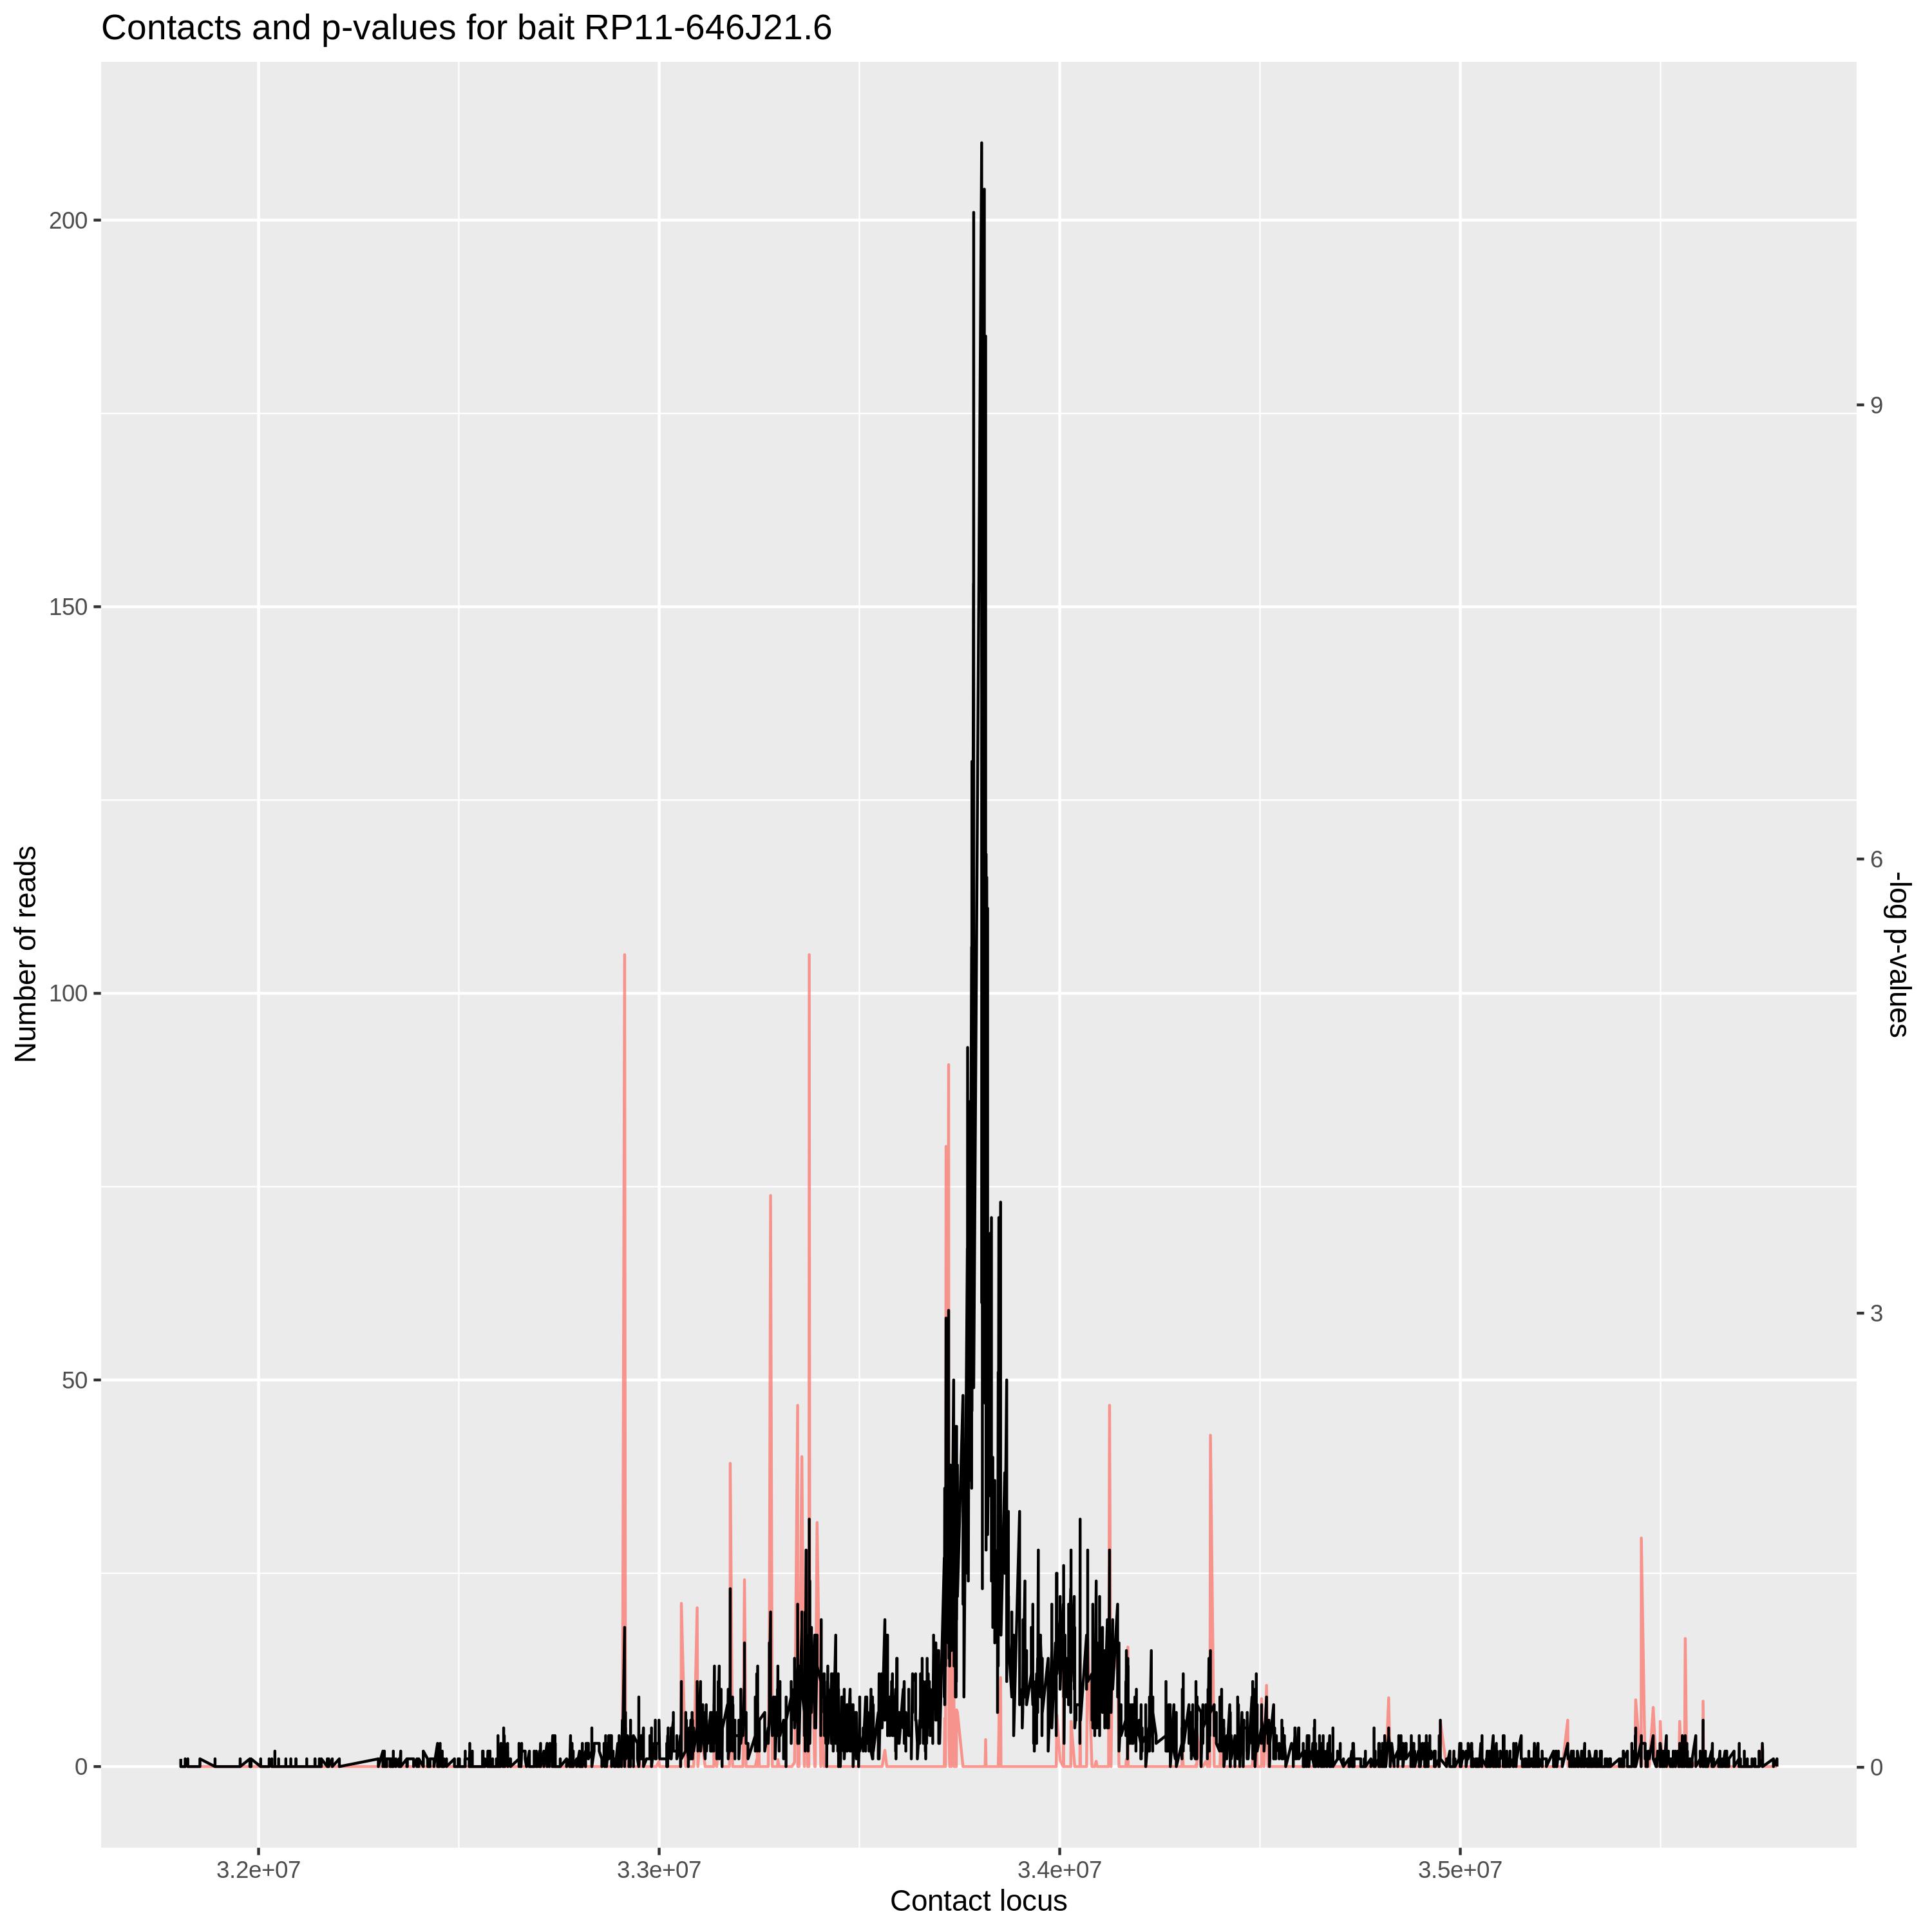 Contacts and p-values for bait RP11-646J21.6
200
150
100
50
0
Number of reads
9
6
3
0
-log p-values
3.2e+07
3.3e+07
3.4e+07
3.5e+07
Contact locus